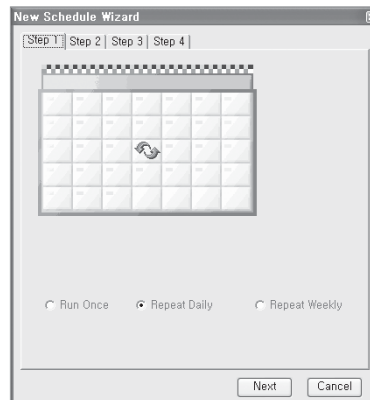 New Schedule Wizard
Step 1 | Step 2 | Step 3 | Step 4 |
Run Once Repeat Daily Repeat Weekly
Next Cancel